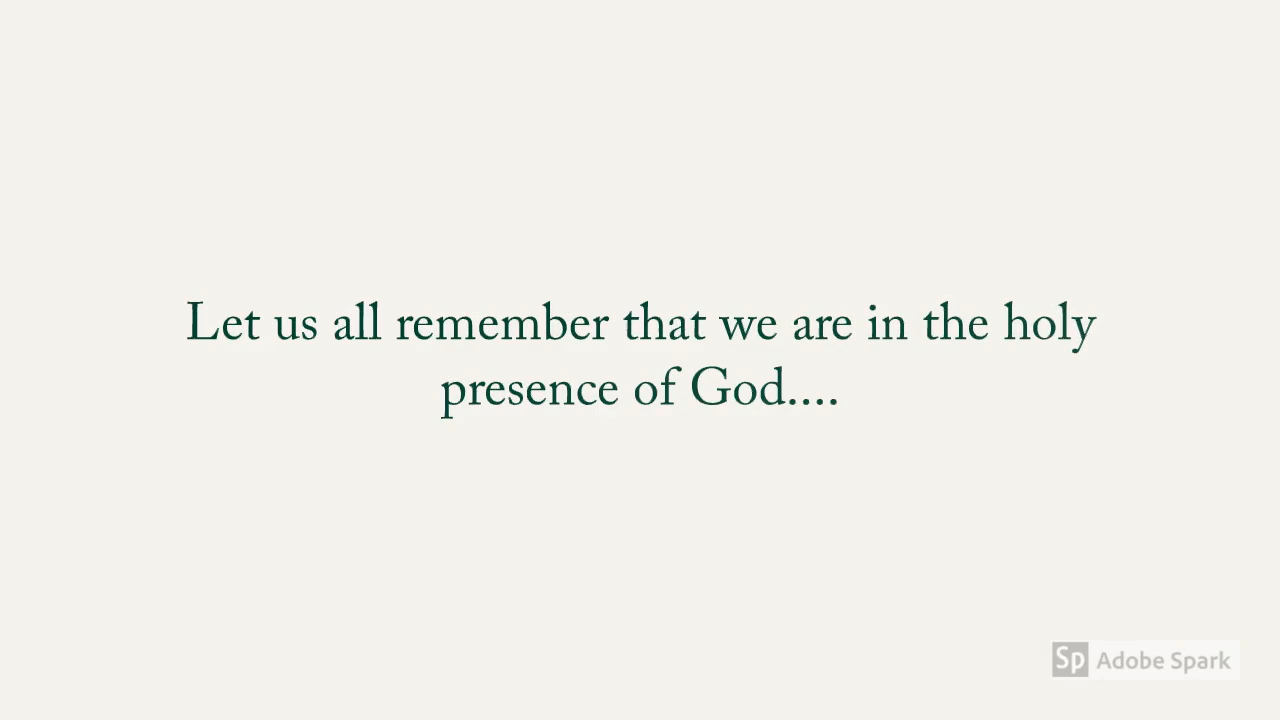 Let us all remember that we are in the holy
presence of God....
Sp Adobe Spark